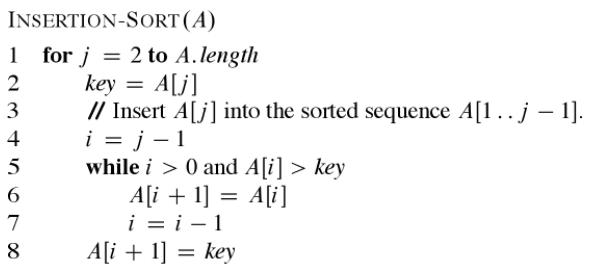 INSERTION-SORT(A)
1 for j = 2 to A.length
2 key = A[j]
3 // Insert A[j] into the sorted sequence A[1 . . j − 1].
4 i = j − 1
5 while i > 0 and A[i] > key
6 A[i + 1] = A[i]
7 i = i − 1
8 A[i + 1] = key